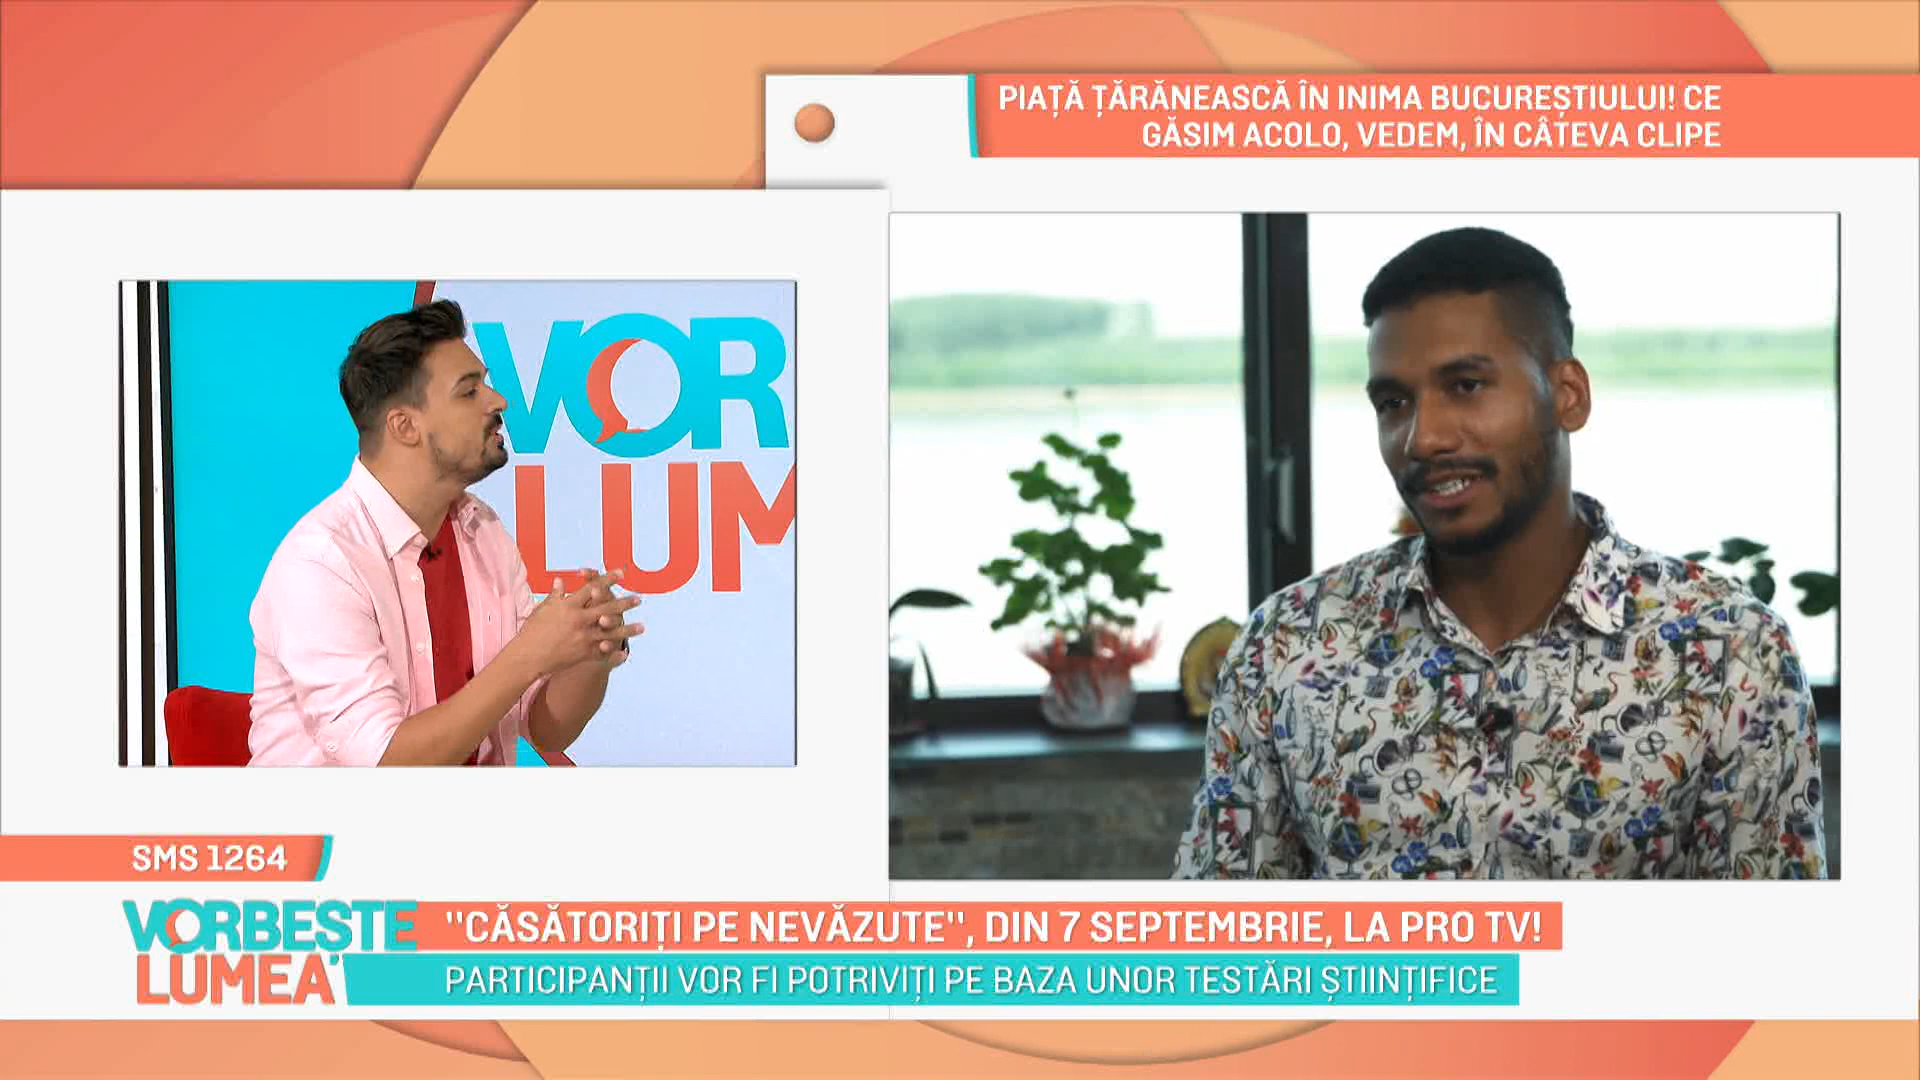 PIAȚĂ ȚĂRĂNEASCĂ ÎN INIMA BUCUREȘTIULUI! CE
GĂSIM ACOLO, VEDEM, ÎN CÂTEVA CLIPE
VOR
LUM
SMS 1264
VORBEȘTE
LUMEA
"CĂSĂTORIȚI PE NEVĂZUTE", DIN 7 SEPTEMBRIE, LA PRO TV!
PARTICIPANȚII VOR FI POTRIVIȚI PE BAZA UNOR TESTĂRI ȘTIINȚIFICE